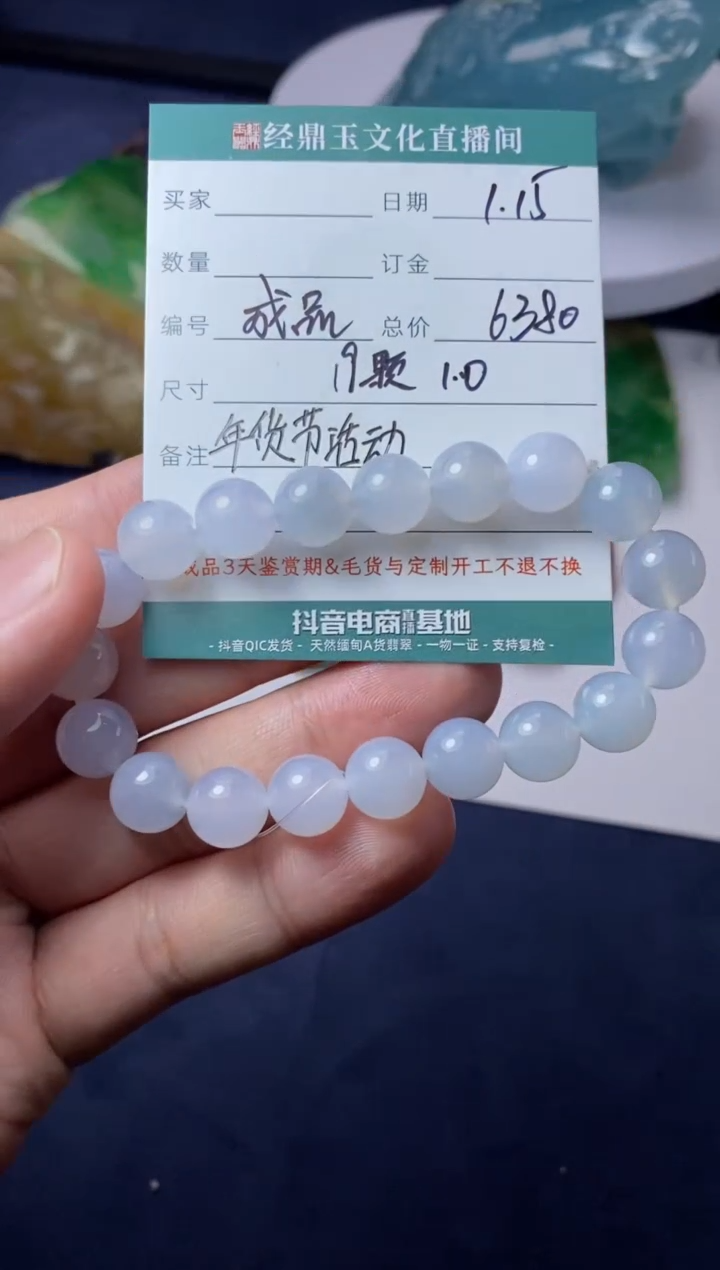 经鼎玉文化直播间
买家 日期 1.15
数量 订金
编号 成品 总价 6380
尺寸 19颗 1.0
备注 年货节活动
成品3天鉴赏期&毛货与定制开工不退不换
抖音电商直播基地
- 抖音QIC发货 - 天然缅甸A货翡翠 - 一物一证 - 支持复检 -